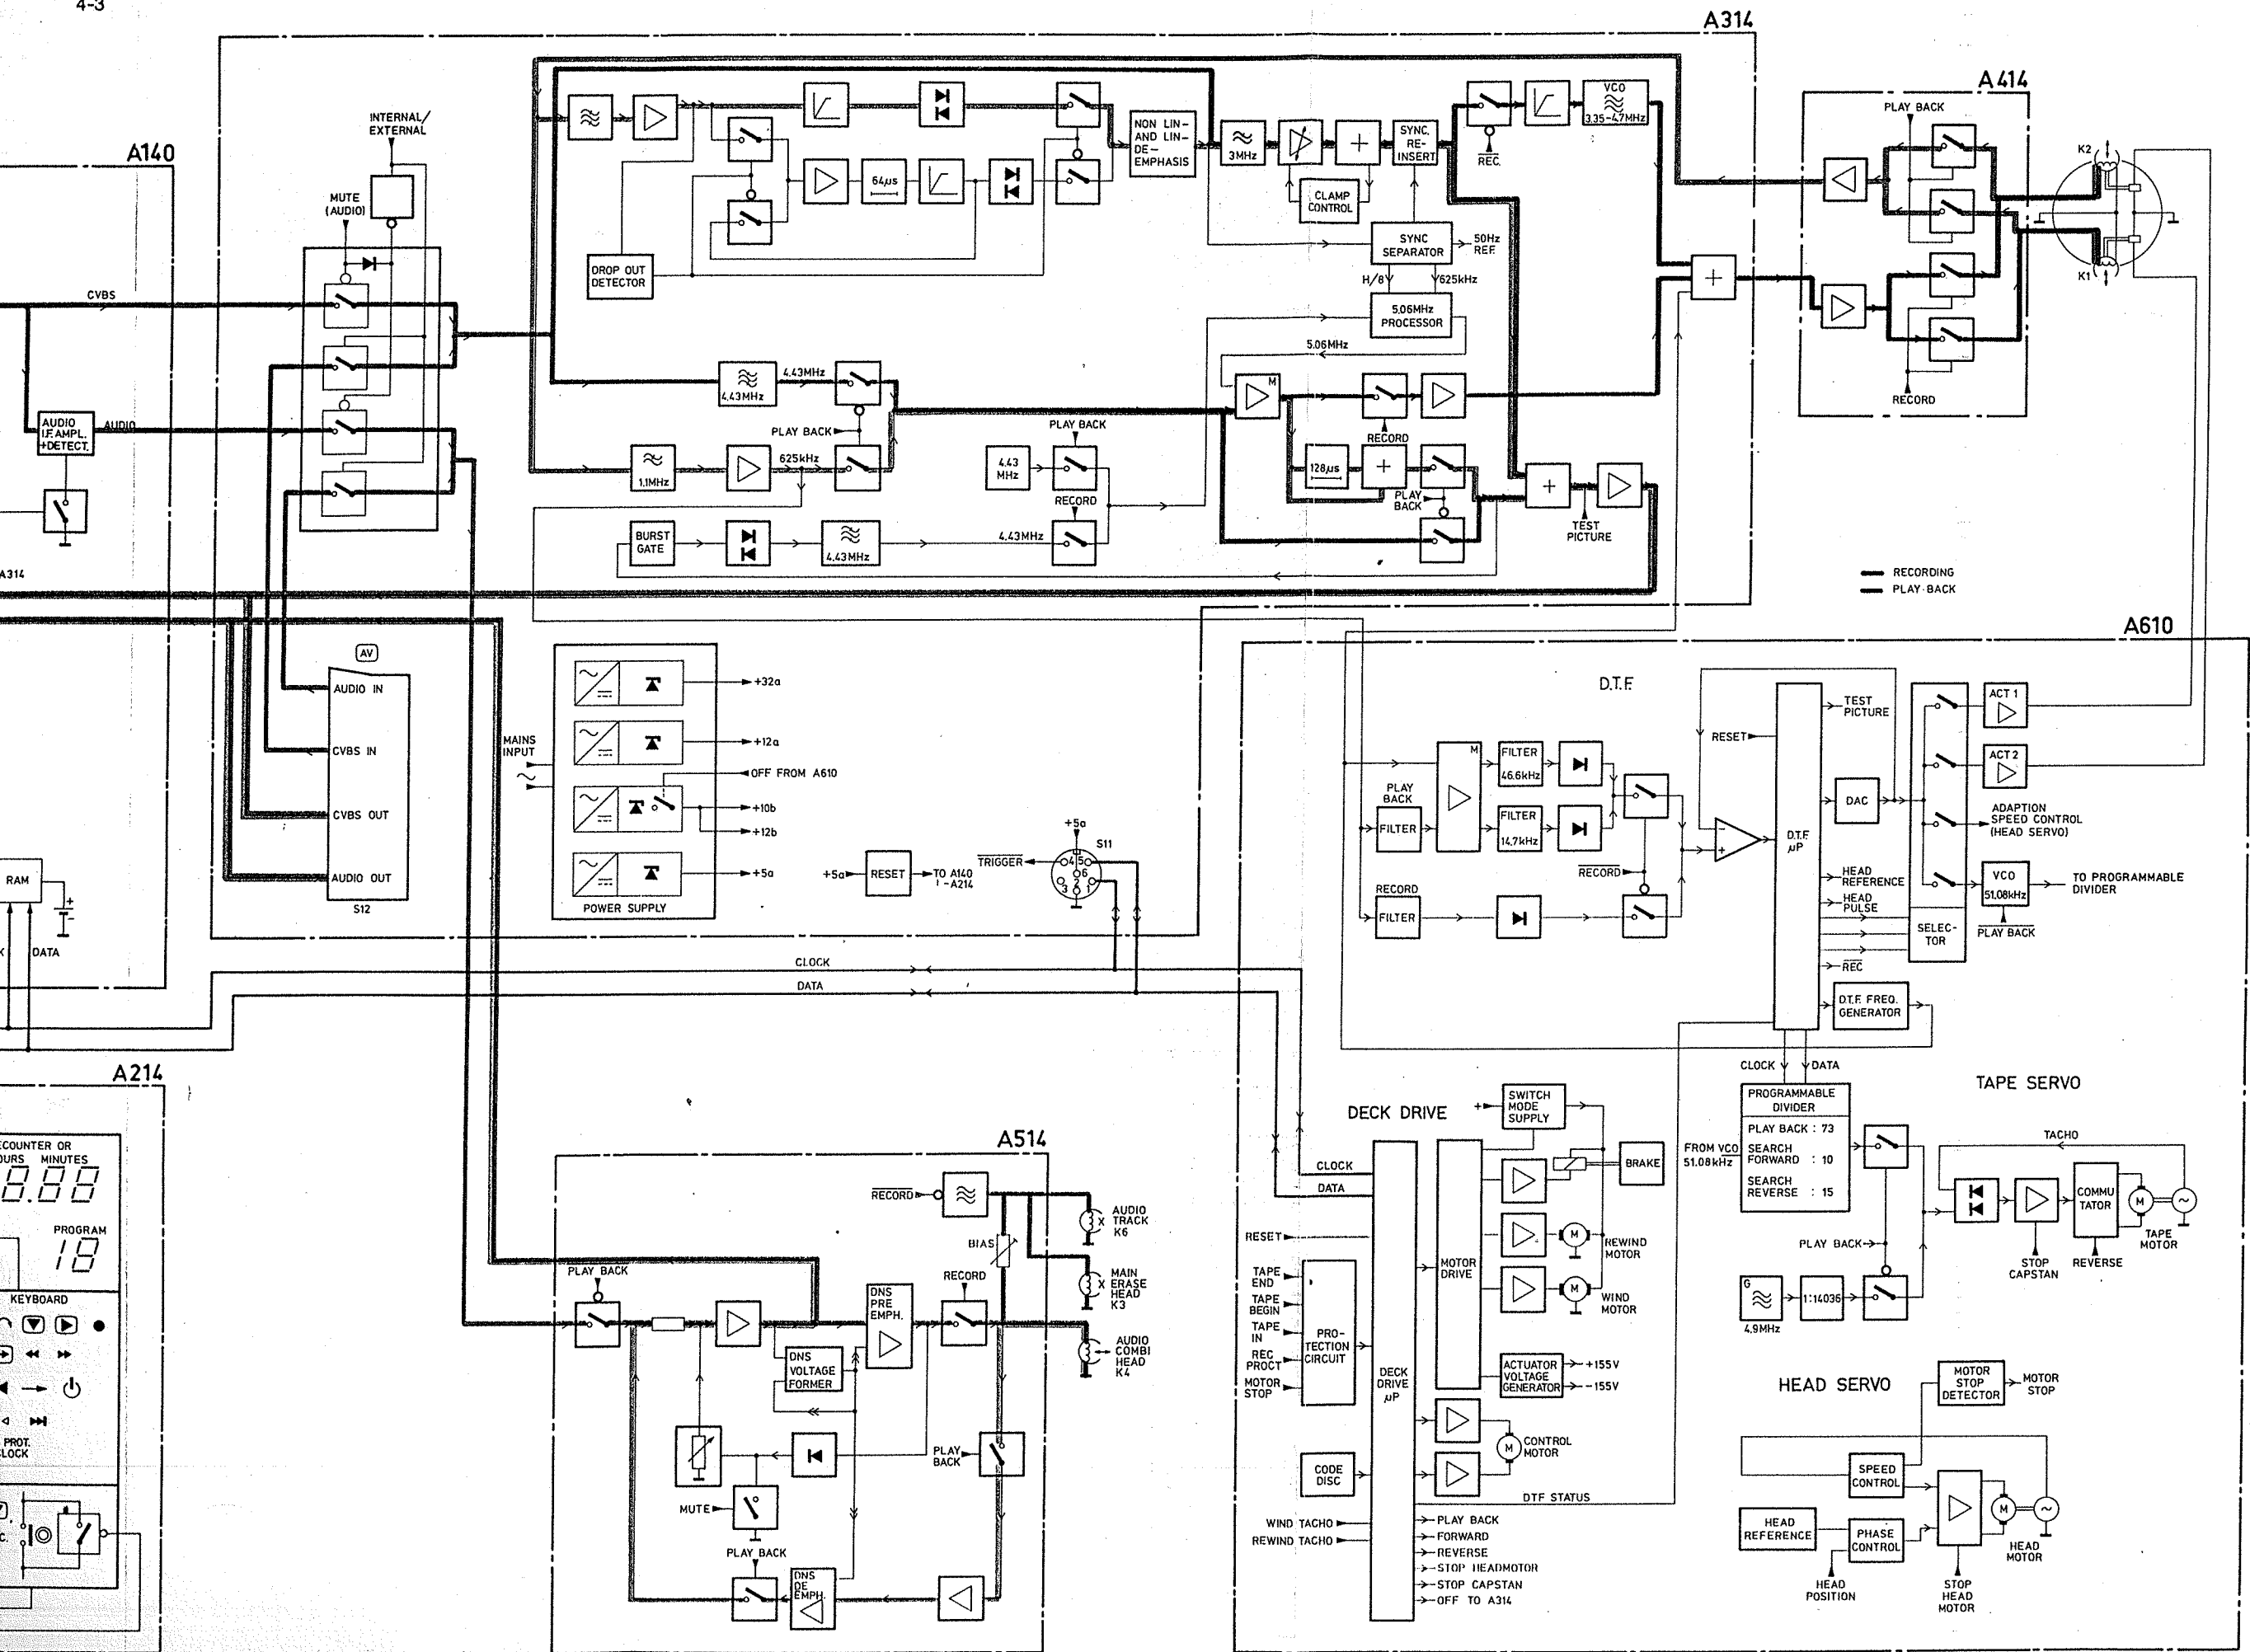 4-3
A314
A414
A140
INTERNAL/
EXTERNAL
MUTE
(AUDIO)
CVBS
AUDIO
I.F. AMPL.
+DETECT.
AUDIO
A314
DROP OUT
DETECTOR
64µs
NON LIN-
AND LIN-
DE-
EMPHASIS
3MHz
CLAMP
CONTROL
SYNC.
RE-
INSERT
REC.
VCO
3.35-4.7MHz
SYNC
SEPARATOR
50Hz
REF.
H/8
625kHz
5.06MHz
PROCESSOR
5.06MHz
4.43MHz
4.43MHz
PLAY BACK
1.1MHz
625kHz
4.43
MHz
PLAY BACK
RECORD
BURST
GATE
4.43MHz
4.43MHz
M
RECORD
128µs
PLAY
BACK
TEST
PICTURE
PLAY BACK
RECORD
K2
K1
RECORDING
PLAY-BACK
AV
AUDIO IN
CVBS IN
CVBS OUT
AUDIO OUT
S12
MAINS
INPUT
+32a
+12a
OFF FROM A610
+10b
+12b
+5a
POWER SUPPLY
+5a
RESET
TO A140
-A214
+5a
S11
TRIGGER
4
5
6
3
2
1
RAM
+
-
DATA
CLOCK
DATA
A610
D.T.F.
PLAY
BACK
FILTER
M
FILTER
46.6kHz
FILTER
14.7kHz
RECORD
RECORD
FILTER
-
+
RESET
D.T.F.
µP
TEST
PICTURE
DAC
HEAD
REFERENCE
HEAD
PULSE
REC
D.T.F. FREQ.
GENERATOR
SELEC-
TOR
ACT 1
ACT 2
ADAPTION
SPEED CONTROL
(HEAD SERVO)
VCO
51.08kHz
TO PROGRAMMABLE
DIVIDER
PLAY BACK
CLOCK
DATA
TAPE SERVO
PROGRAMMABLE
DIVIDER
PLAY BACK : 73
SEARCH
FORWARD : 10
SEARCH
REVERSE : 15
FROM VCO
51.08kHz
TACHO
PLAY BACK
G
4.9MHz
1:14036
STOP
CAPSTAN
COMMU
TATOR
REVERSE
M
TAPE
MOTOR
DECK DRIVE
CLOCK
DATA
RESET
TAPE
END
TAPE
BEGIN
TAPE
IN
REC
PROCT
MOTOR
STOP
PRO-
TECTION
CIRCUIT
CODE
DISC
WIND TACHO
REWIND TACHO
DECK
DRIVE
µP
MOTOR
DRIVE
+
SWITCH
MODE
SUPPLY
BRAKE
M
REWIND
MOTOR
M
WIND
MOTOR
ACTUATOR
VOLTAGE
GENERATOR
+155V
-155V
M
CONTROL
MOTOR
DTF STATUS
PLAY BACK
FORWARD
REVERSE
STOP HEADMOTOR
STOP CAPSTAN
OFF TO A314
HEAD SERVO
MOTOR
STOP
DETECTOR
MOTOR
STOP
SPEED
CONTROL
HEAD
REFERENCE
PHASE
CONTROL
HEAD
POSITION
STOP
HEAD
MOTOR
M
HEAD
MOTOR
A214
COUNTER OR
OURS MINUTES
8.88
PROGRAM
18
KEYBOARD
PROT.
LOCK
C.
A514
RECORD
AUDIO
TRACK
K6
BIAS
MAIN
ERASE
HEAD
K3
AUDIO
COMBI
HEAD
K4
PLAY BACK
DNS
PRE
EMPH.
RECORD
DNS
VOLTAGE
FORMER
MUTE
PLAY
BACK
PLAY BACK
DNS
DE
EMPH.